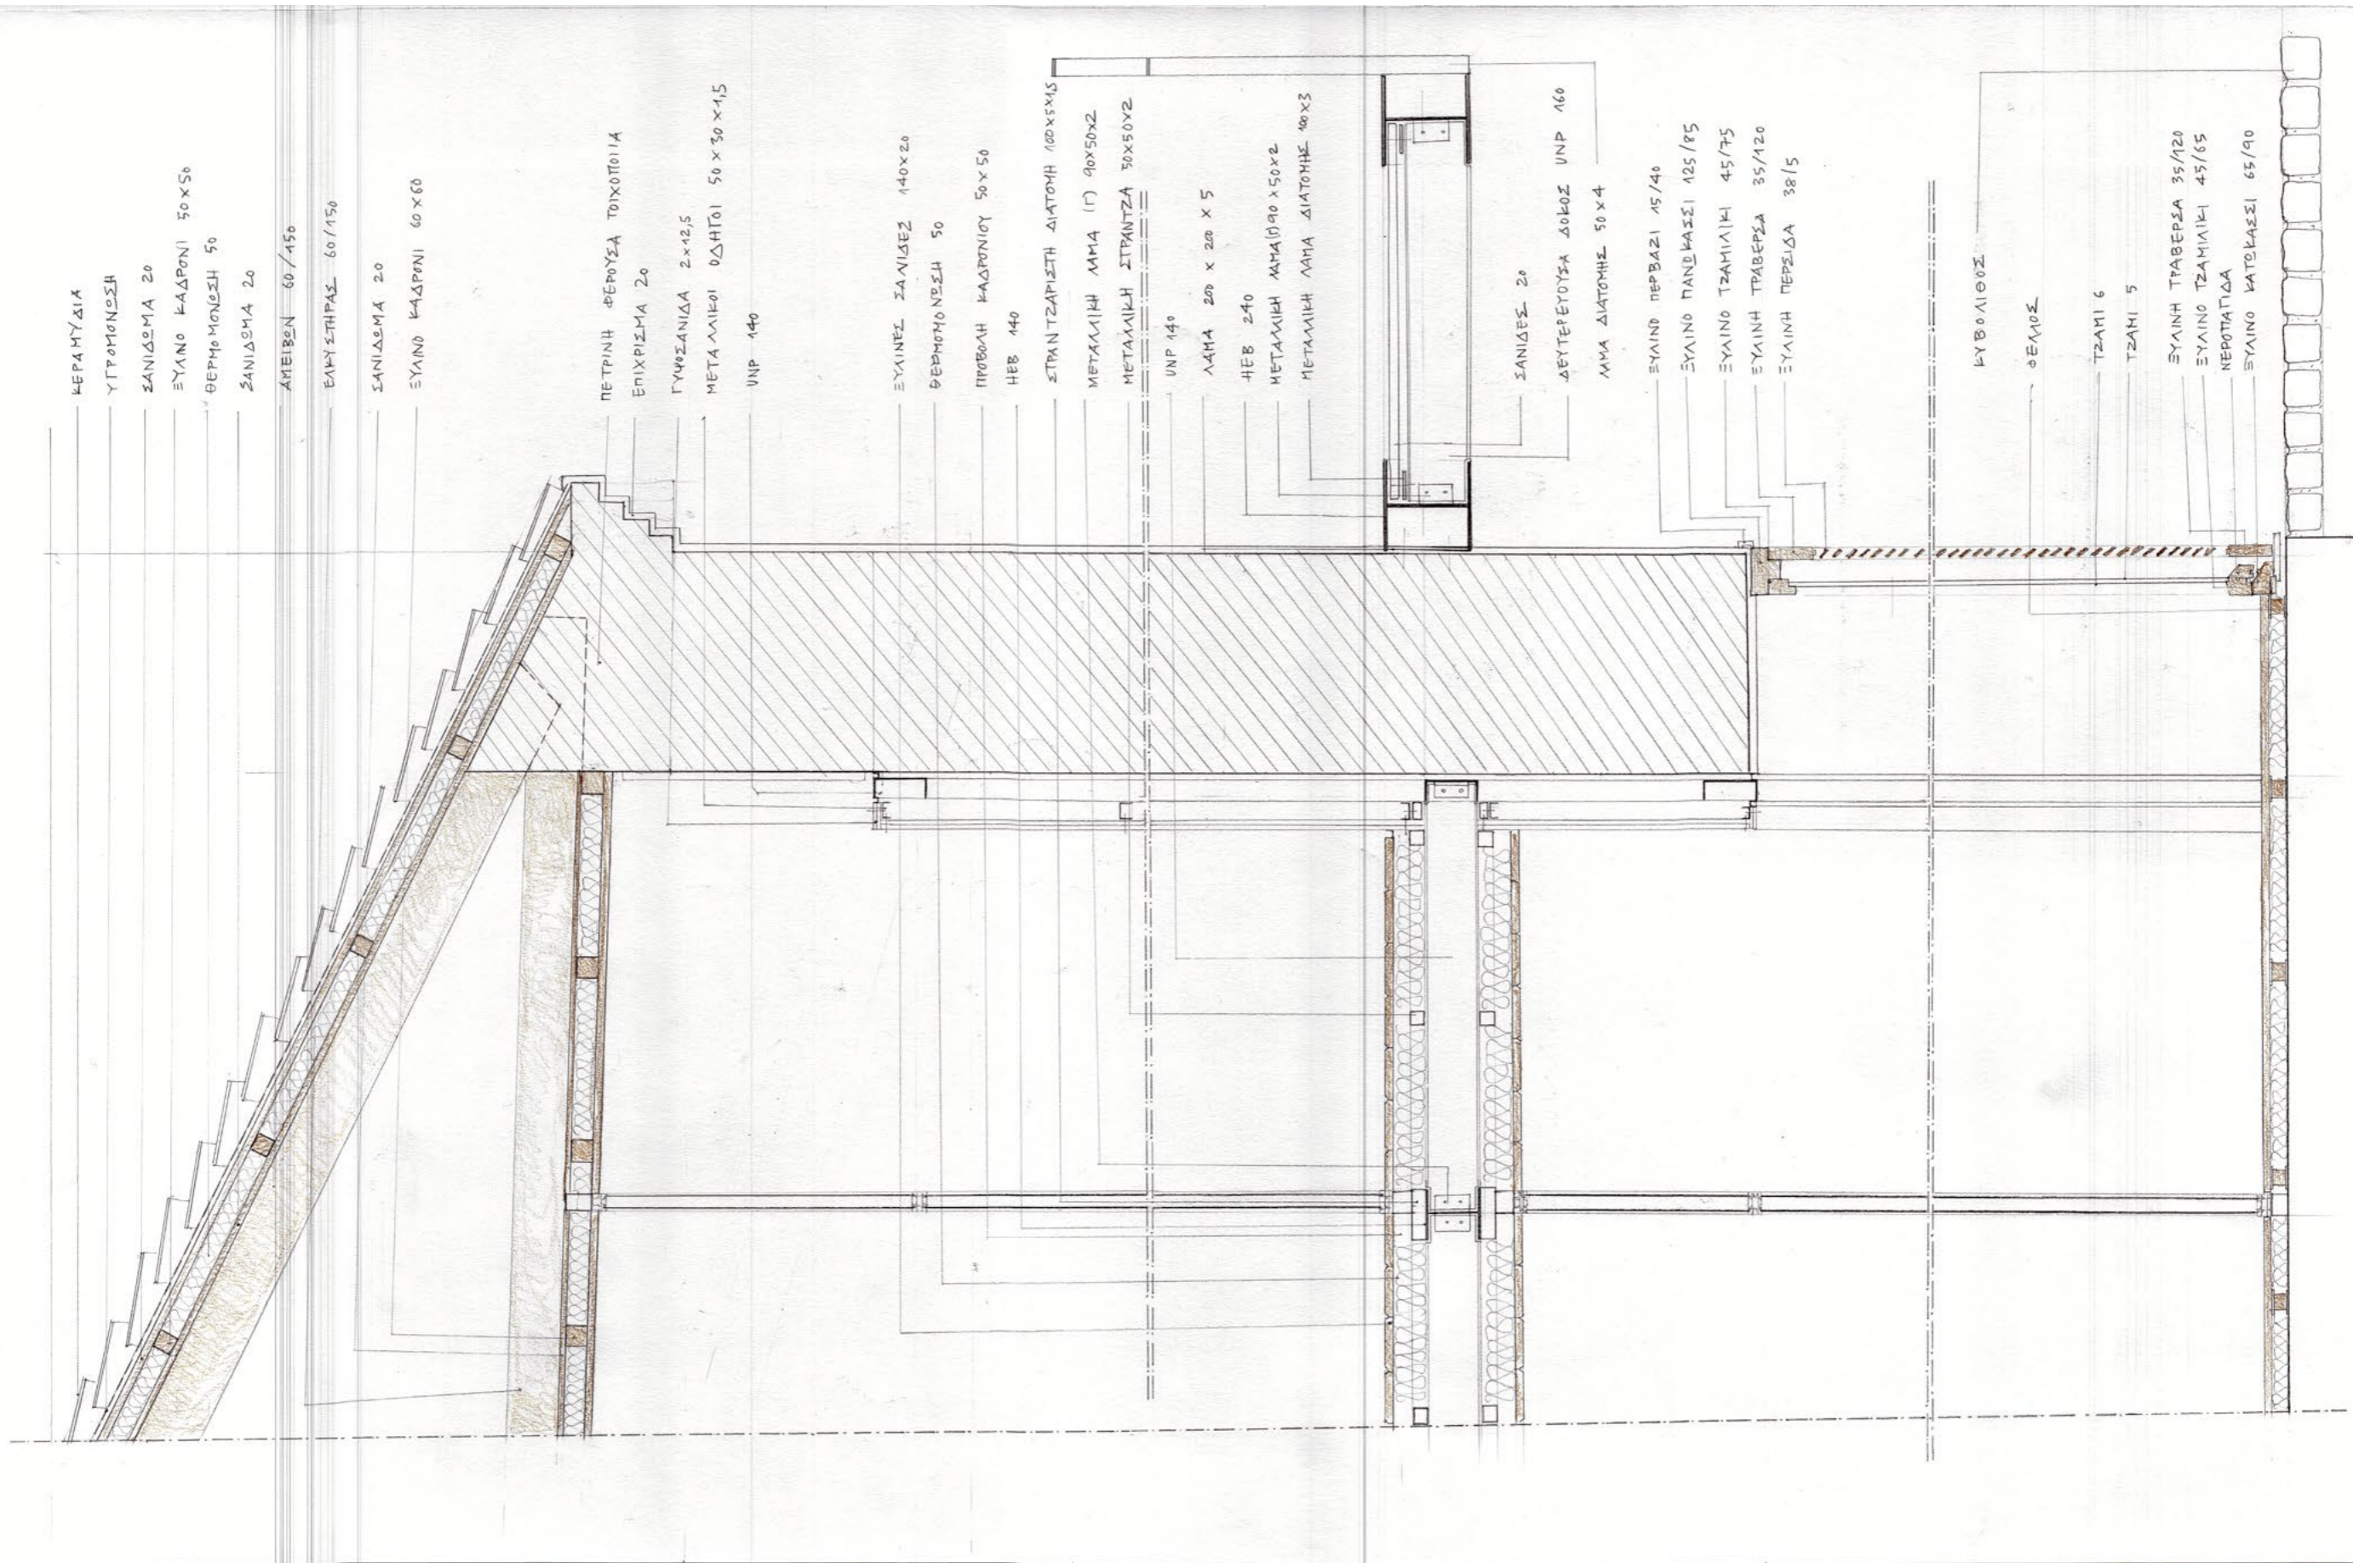 ΚΕΡΑΜΥΔΙΑ
ΥΓΡΟΜΟΝΩΣΗ
ΣΑΝΙΔΩΜΑ 20
ΞΥΛΙΝΟ ΚΑΔΡΟΝΙ 50×50
ΘΕΡΜΟΜΟΝΩΣΗ 50
ΣΑΝΙΔΩΜΑ 20
ΑΜΕΙΒΩΝ 60/150
ΕΛΚΥΣΤΗΡΑΣ 60/150
ΣΑΝΙΔΩΜΑ 20
ΞΥΛΙΝΟ ΚΑΔΡΟΝΙ 60×60
ΠΕΤΡΙΝΗ ΦΕΡΟΥΣΑ ΤΟΙΧΟΠΟΙΙΑ
ΕΠΙΧΡΙΣΜΑ 20
ΓΥΨΟΣΑΝΙΔΑ 2×12,5
ΜΕΤΑΛΛΙΚΟΙ ΟΔΗΓΟΙ 50×30×1,5
UNP 140
ΞΥΛΙΝΕΣ ΣΑΝΙΔΕΣ 140×20
ΘΕΡΜΟΜΟΝΩΣΗ 50
ΠΡΟΒΟΛΗ ΚΑΔΡΟΝΙΟΥ 50×50
HEB 140
ΣΤΡΑΝΤΖΑΡΙΣΤΗ ΔΙΑΤΟΜΗ 100×5×15
ΜΕΤΑΛΛΙΚΗ ΛΑΜΑ (Γ) 90×50×2
ΜΕΤΑΛΛΙΚΗ ΣΤΡΑΝΤΖΑ 50×50×2
UNP 140
ΛΑΜΑ 200×200×5
HEB 240
ΜΕΤΑΛΛΙΚΗ ΛΑΜΑ(Γ)90×50×2
ΜΕΤΑΛΛΙΚΗ ΛΑΜΑ ΔΙΑΤΟΜΗΣ 100×3
ΣΑΝΙΔΕΣ 20
ΔΕΥΤΕΡΕΥΟΥΣΑ ΔΟΚΟΣ UNP 160
ΛΑΜΑ ΔΙΑΤΟΜΗΣ 50×4
ΞΥΛΙΝΟ ΠΕΡΒΑΖΙ 15/40
ΞΥΛΙΝΟ ΠΑΝΩΚΑΣΣΙ 125/85
ΞΥΛΙΝΟ ΤΖΑΜΙΛΙΚΙ 45/75
ΞΥΛΙΝΗ ΤΡΑΒΕΡΣΑ 35/120
ΞΥΛΙΝΗ ΠΕΡΣΙΔΑ 38/5
ΚΥΒΟΛΙΘΟΣ
ΦΕΛΛΟΣ
ΤΖΑΜΙ 6
ΤΖΑΜΙ 5
ΞΥΛΙΝΗ ΤΡΑΒΕΡΣΑ 35/120
ΞΥΛΙΝΟ ΤΖΑΜΙΛΙΚΙ 45/65
ΝΕΡΟΠΑΤΙΔΑ
ΞΥΛΙΝΟ ΚΑΤΩΚΑΣΣΙ 65/90